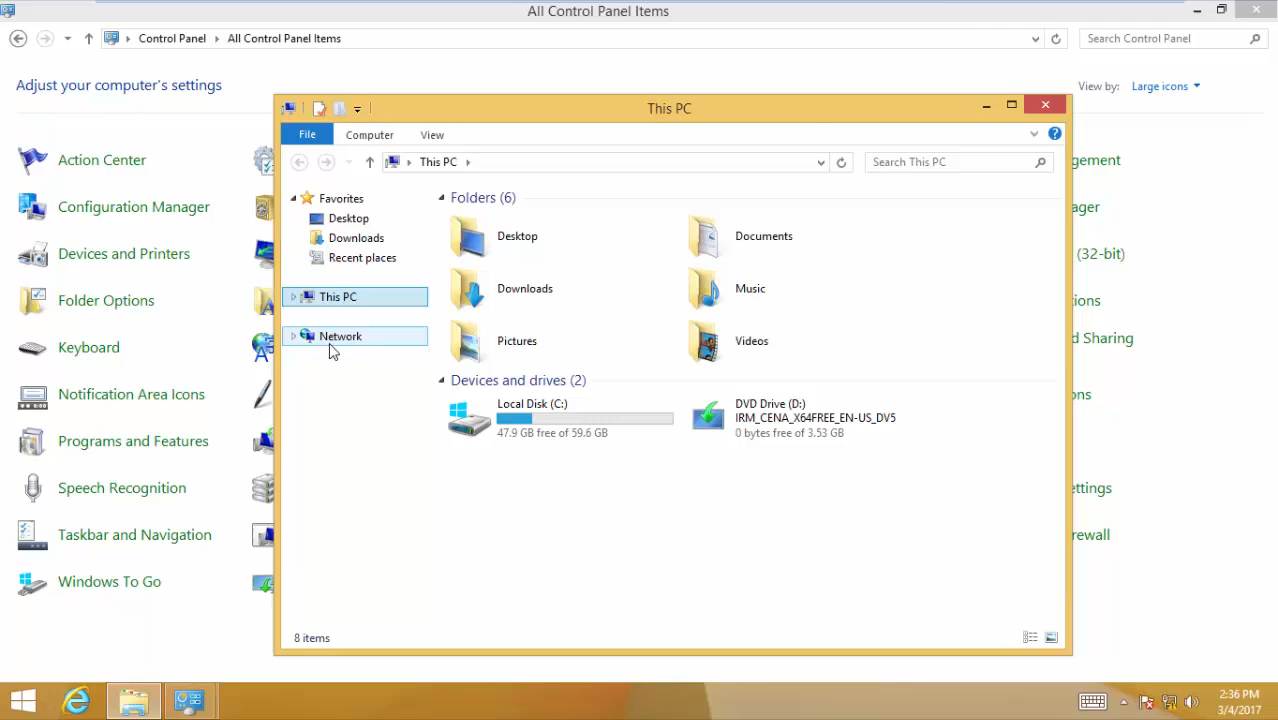 All Control Panel Items
Control Panel All Control Panel Items
Search Control Panel
Adjust your computer's settings
View by: Large icons
Action Center
Configuration Manager
Devices and Printers
Folder Options
Keyboard
Notification Area Icons
Programs and Features
Speech Recognition
Taskbar and Navigation
Windows To Go
This PC
File Computer View
This PC
Search This PC
Favorites
Desktop
Downloads
Recent places
This PC
Network
Folders (6)
Desktop
Documents
Downloads
Music
Pictures
Videos
Devices and drives (2)
Local Disk (C:)
47.9 GB free of 59.6 GB
DVD Drive (D:)
IRM_CENA_X64FREE_EN-US_DV5
0 bytes free of 3.53 GB
8 items
gement
ager
(32-bit)
ions
d Sharing
ons
ettings
rewall
2:36 PM
3/4/2017